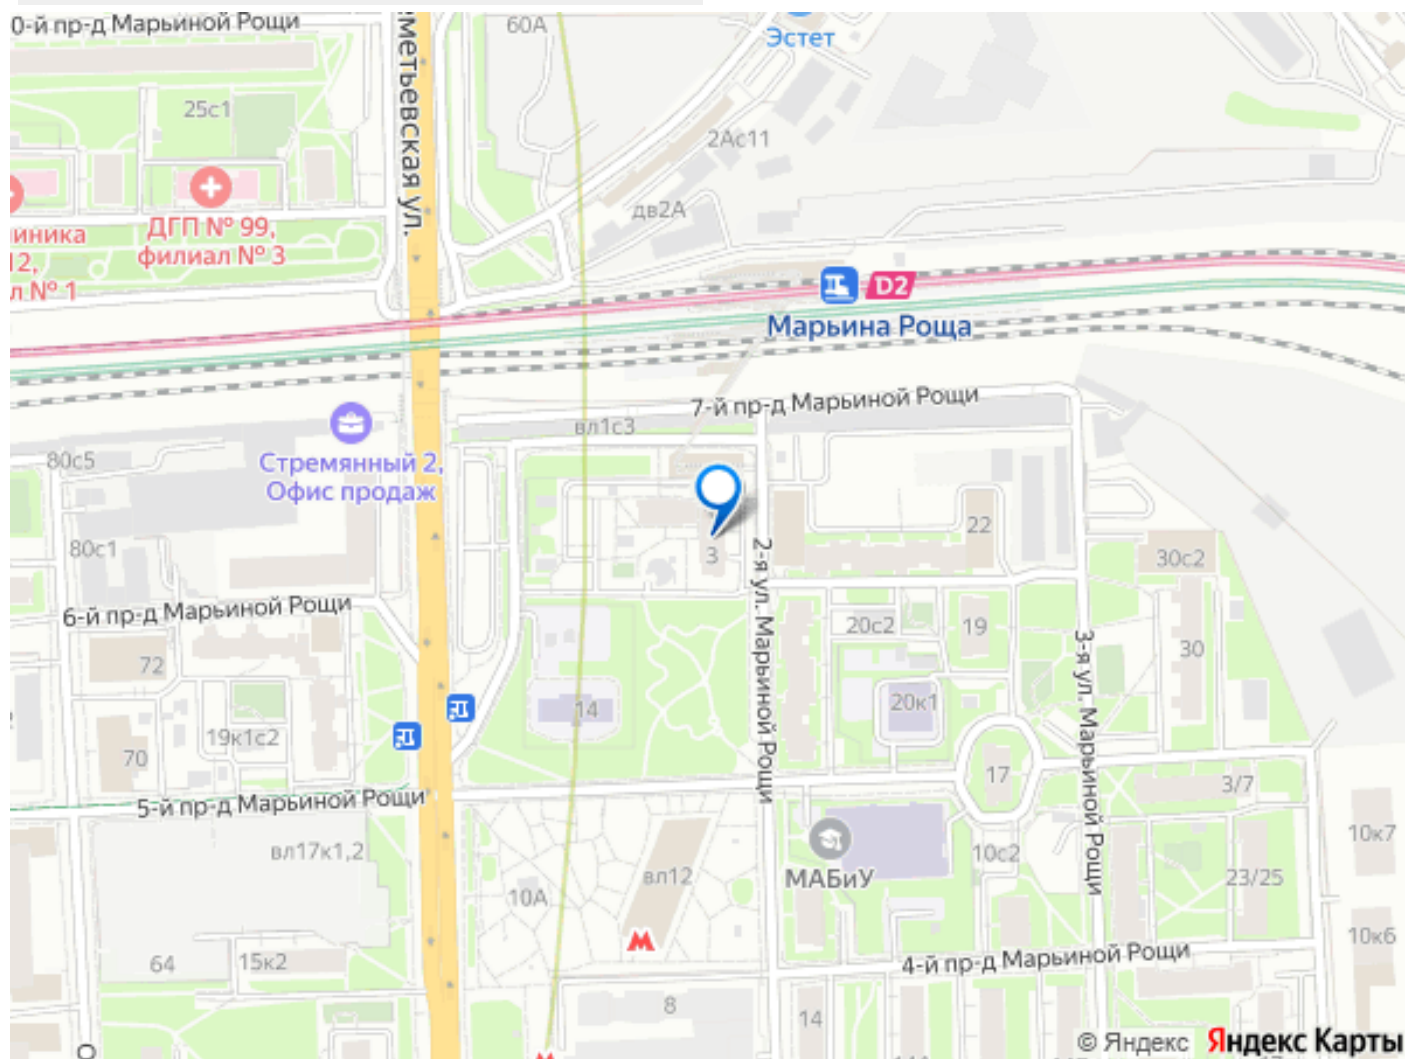 0-й пр-д Марьиной Рощи
60А
Эстет
метьевская ул.
25с1
2Ас11
дв2А
ДГП № 99,
филиал № 3
иника
12,
л № 1
D2
Марьина Роща
7-й пр-д Марьиной Рощи
вл1с3
80с5
Стремянный 2,
Офис продаж
22
80с1
3
2-я ул. Марьиной Рощи
30с2
6-й пр-д Марьиной Рощи
20с2
19
3-я ул. Марьиной Рощи
30
72
20к1
14
19к1с2
70
17
3/7
5-й пр-д Марьиной Рощи
10к7
вл17к1,2
10с2
вл12
МАБиУ
23/25
10А
10к6
64
15к2
4-й пр-д Марьиной Рощи
8
14
© Яндекс Яндекс Карты